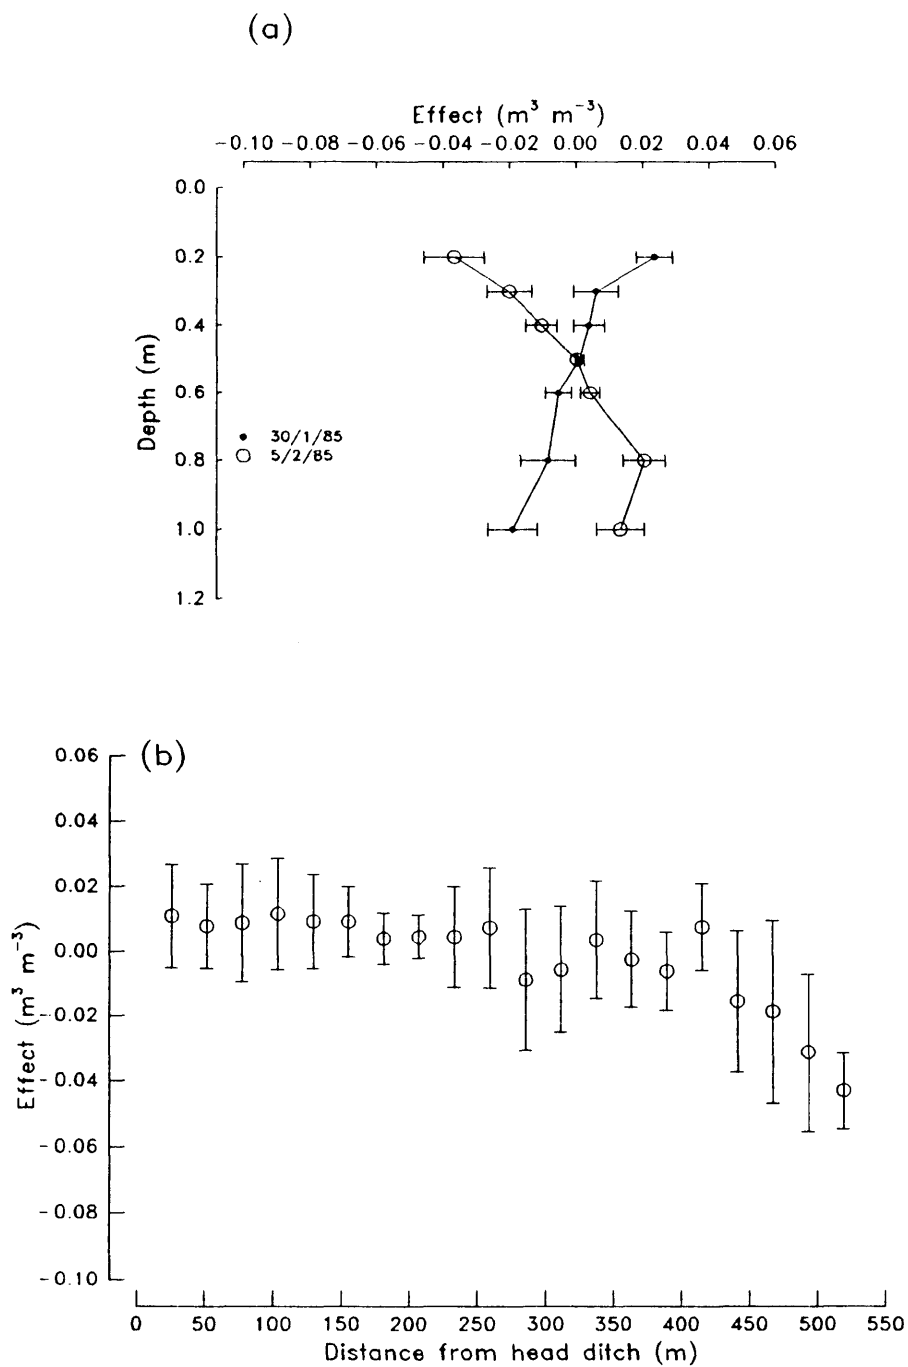 (a)
Effect (m³ m⁻³)
-0.10 -0.08 -0.06 -0.04 -0.02 0.00 0.02 0.04 0.06
0.0
0.2
0.4
0.6
0.8
1.0
1.2
Depth (m)
30/1/85
5/2/85
(b)
0.06
0.04
0.02
0.00
-0.02
-0.04
-0.06
-0.08
-0.10
Effect (m³ m⁻³)
0 50 100 150 200 250 300 350 400 450 500 550
Distance from head ditch (m)